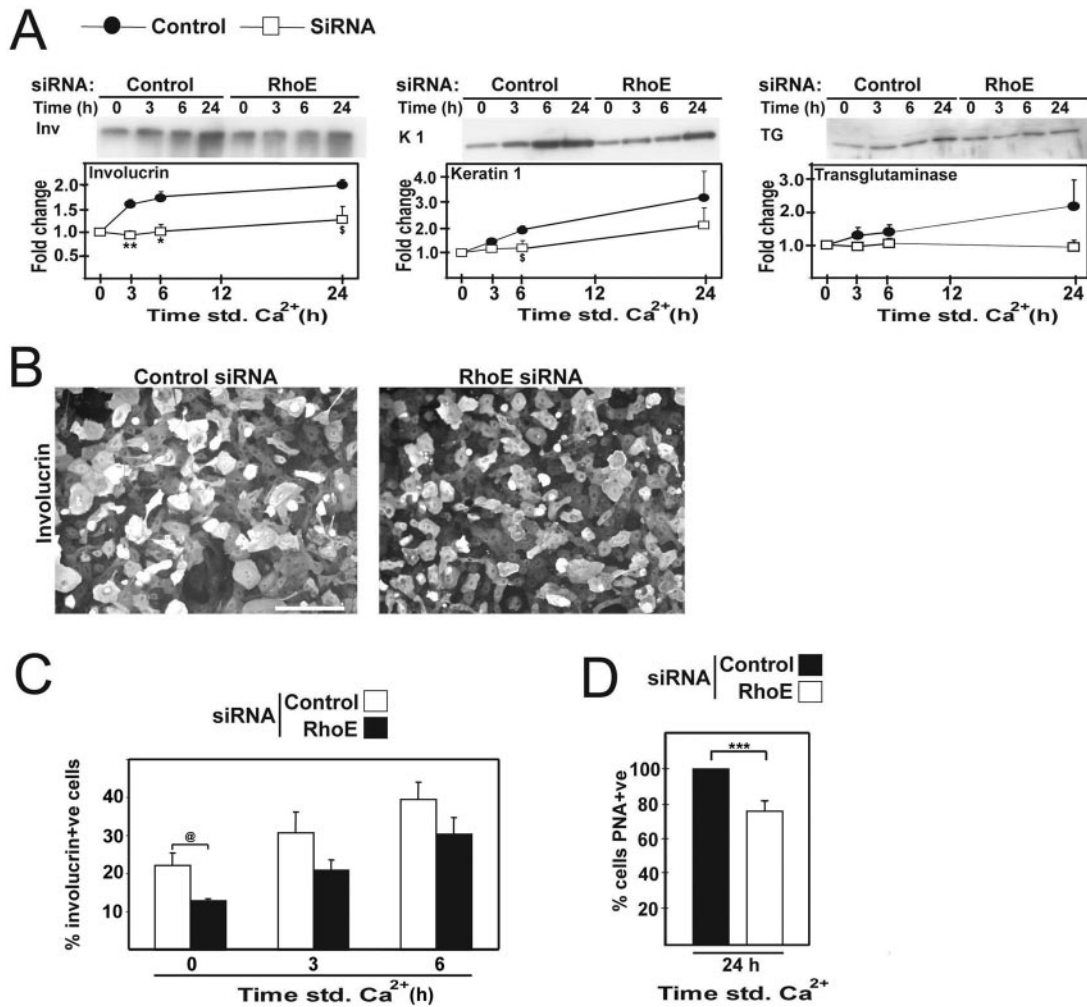 A
Control SiRNA
siRNA: Control RhoE
Time (h) 0 3 6 24 0 3 6 24
Inv
Involucrin
Fold change
2.0
1.5
1.0
0.5
** * $
0 3 6 12 24
Time std. Ca²⁺(h)
siRNA: Control RhoE
Time (h) 0 3 6 24 0 3 6 24
K 1
Keratin 1
Fold change
4.0
3.0
2.0
1.0
$
0 3 6 12 24
Time std. Ca²⁺(h)
siRNA: Control RhoE
Time (h) 0 3 6 24 0 3 6 24
TG
Transglutaminase
Fold change
3.0
2.0
1.0
0 3 6 12 24
Time std. Ca²⁺(h)
B
Control siRNA RhoE siRNA
Involucrin
C
siRNA Control
RhoE
% involucrin+ve cells
40
30
20
10
@
0 3 6
Time std. Ca²⁺(h)
D
siRNA Control
RhoE
% cells PNA+ve
100
80
60
40
20
***
24 h
Time std. Ca²⁺